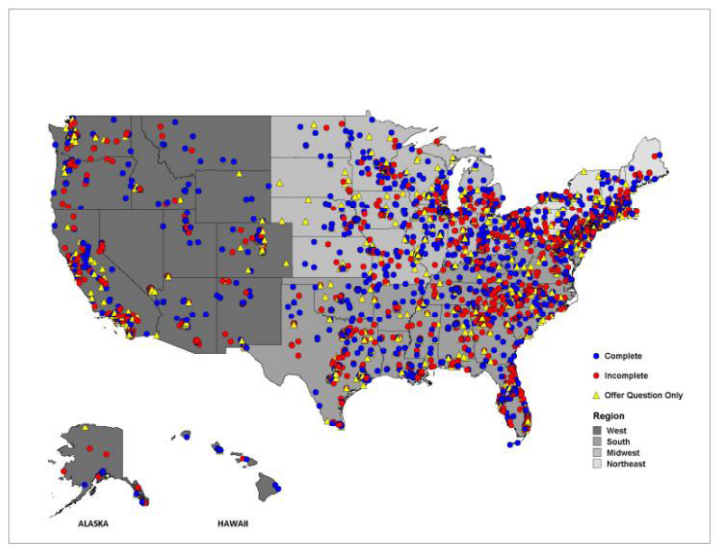 Complete
Incomplete
Offer Question Only
Region
West
South
Midwest
Northeast
ALASKA
HAWAII